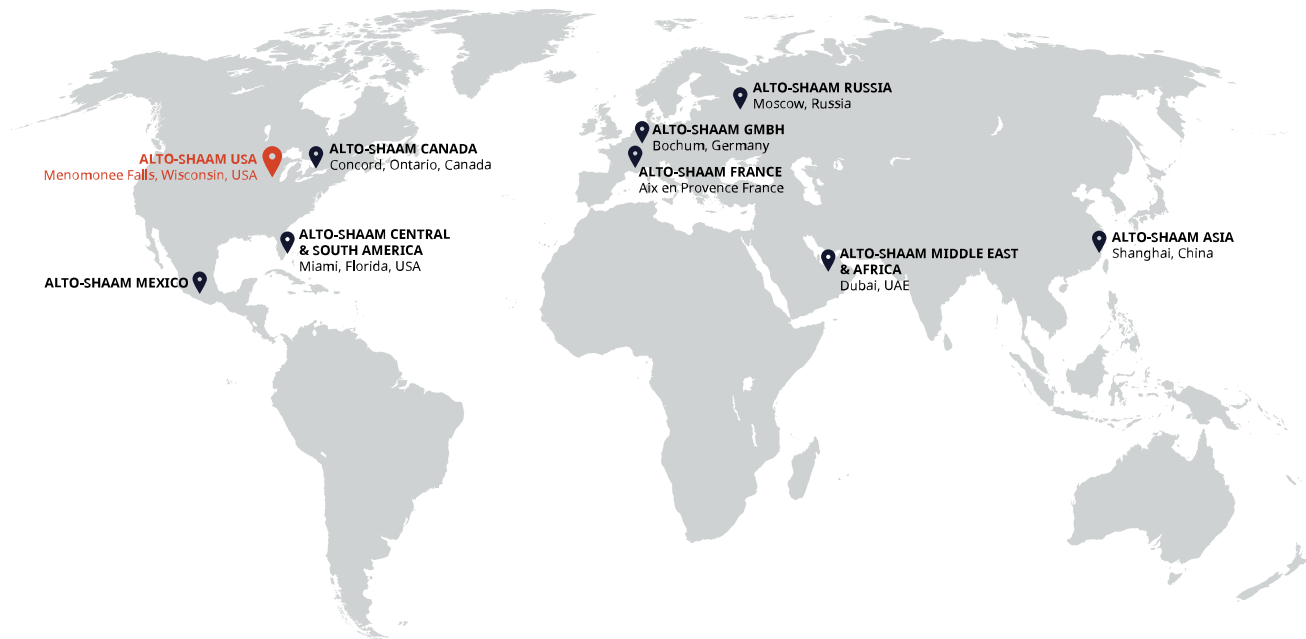 ALTO-SHAAM RUSSIA
Moscow, Russia
ALTO-SHAAM GMBH
Bochum, Germany
ALTO-SHAAM CANADA
Concord, Ontario, Canada
ALTO-SHAAM USA
Menomonee Falls, Wisconsin, USA
ALTO-SHAAM FRANCE
Aix en Provence France
ALTO-SHAAM CENTRAL
& SOUTH AMERICA
Miami, Florida, USA
ALTO-SHAAM ASIA
Shanghai, China
ALTO-SHAAM MIDDLE EAST
& AFRICA
Dubai, UAE
ALTO-SHAAM MEXICO